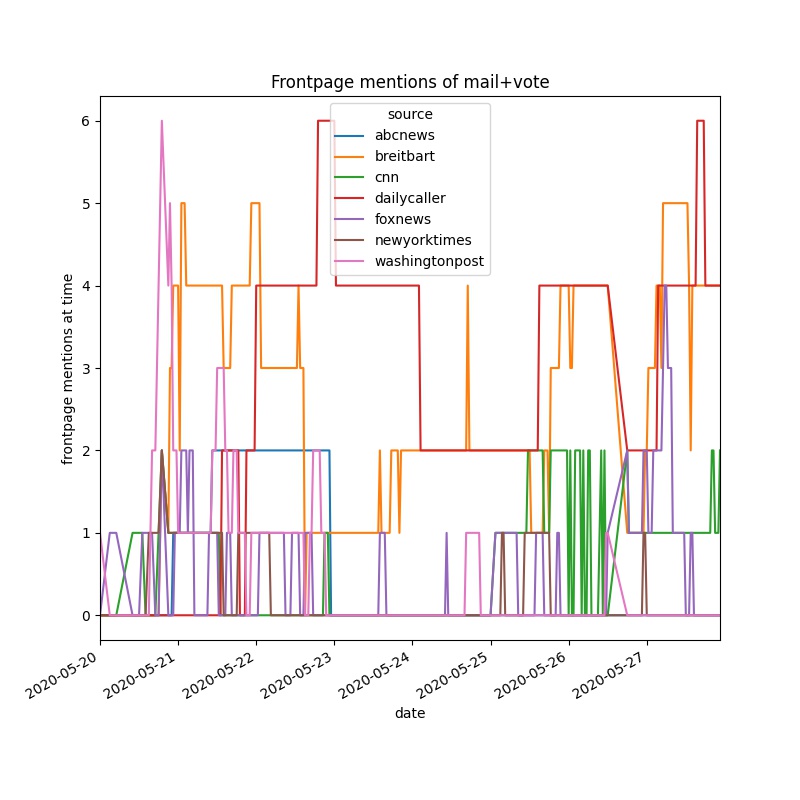 Frontpage mentions of mail+vote
source
abcnews
breitbart
cnn
dailycaller
foxnews
newyorktimes
washingtonpost
6
5
4
3
2
1
0
frontpage mentions at time
2020-05-20
2020-05-21
2020-05-22
2020-05-23
2020-05-24
2020-05-25
2020-05-26
2020-05-27
date